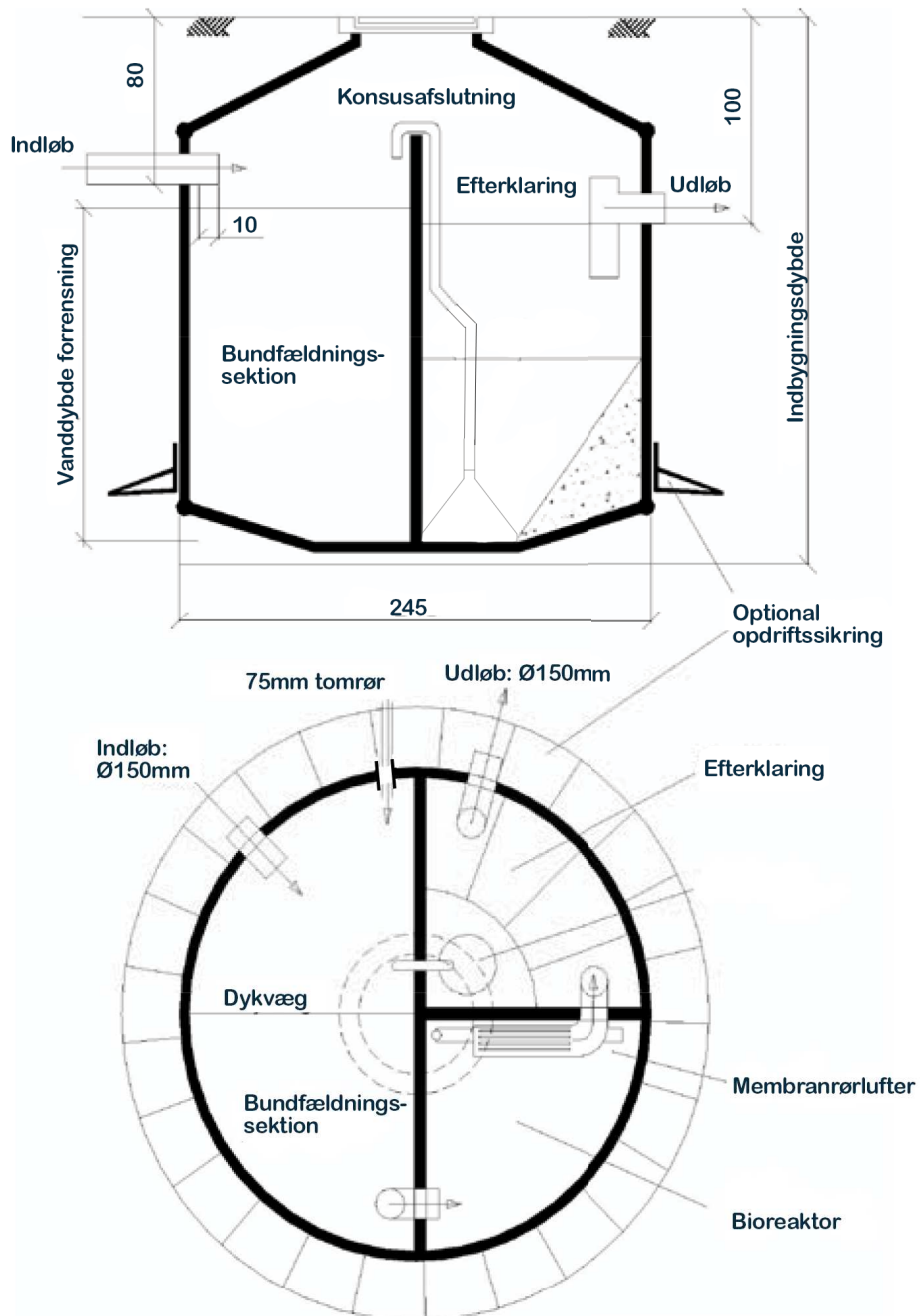 80
Konsusafslutning
100
Indløb
Efterklaring
Udløb
10
Vanddybde forrensning
Bundfældnings-
sektion
Indbygningsdybde
245
Optional
opdriftssikring
75mm tomrør
Udløb: Ø150mm
Indløb:
Ø150mm
Efterklaring
Dykvæg
Membranrørlufter
Bundfældnings-
sektion
Bioreaktor